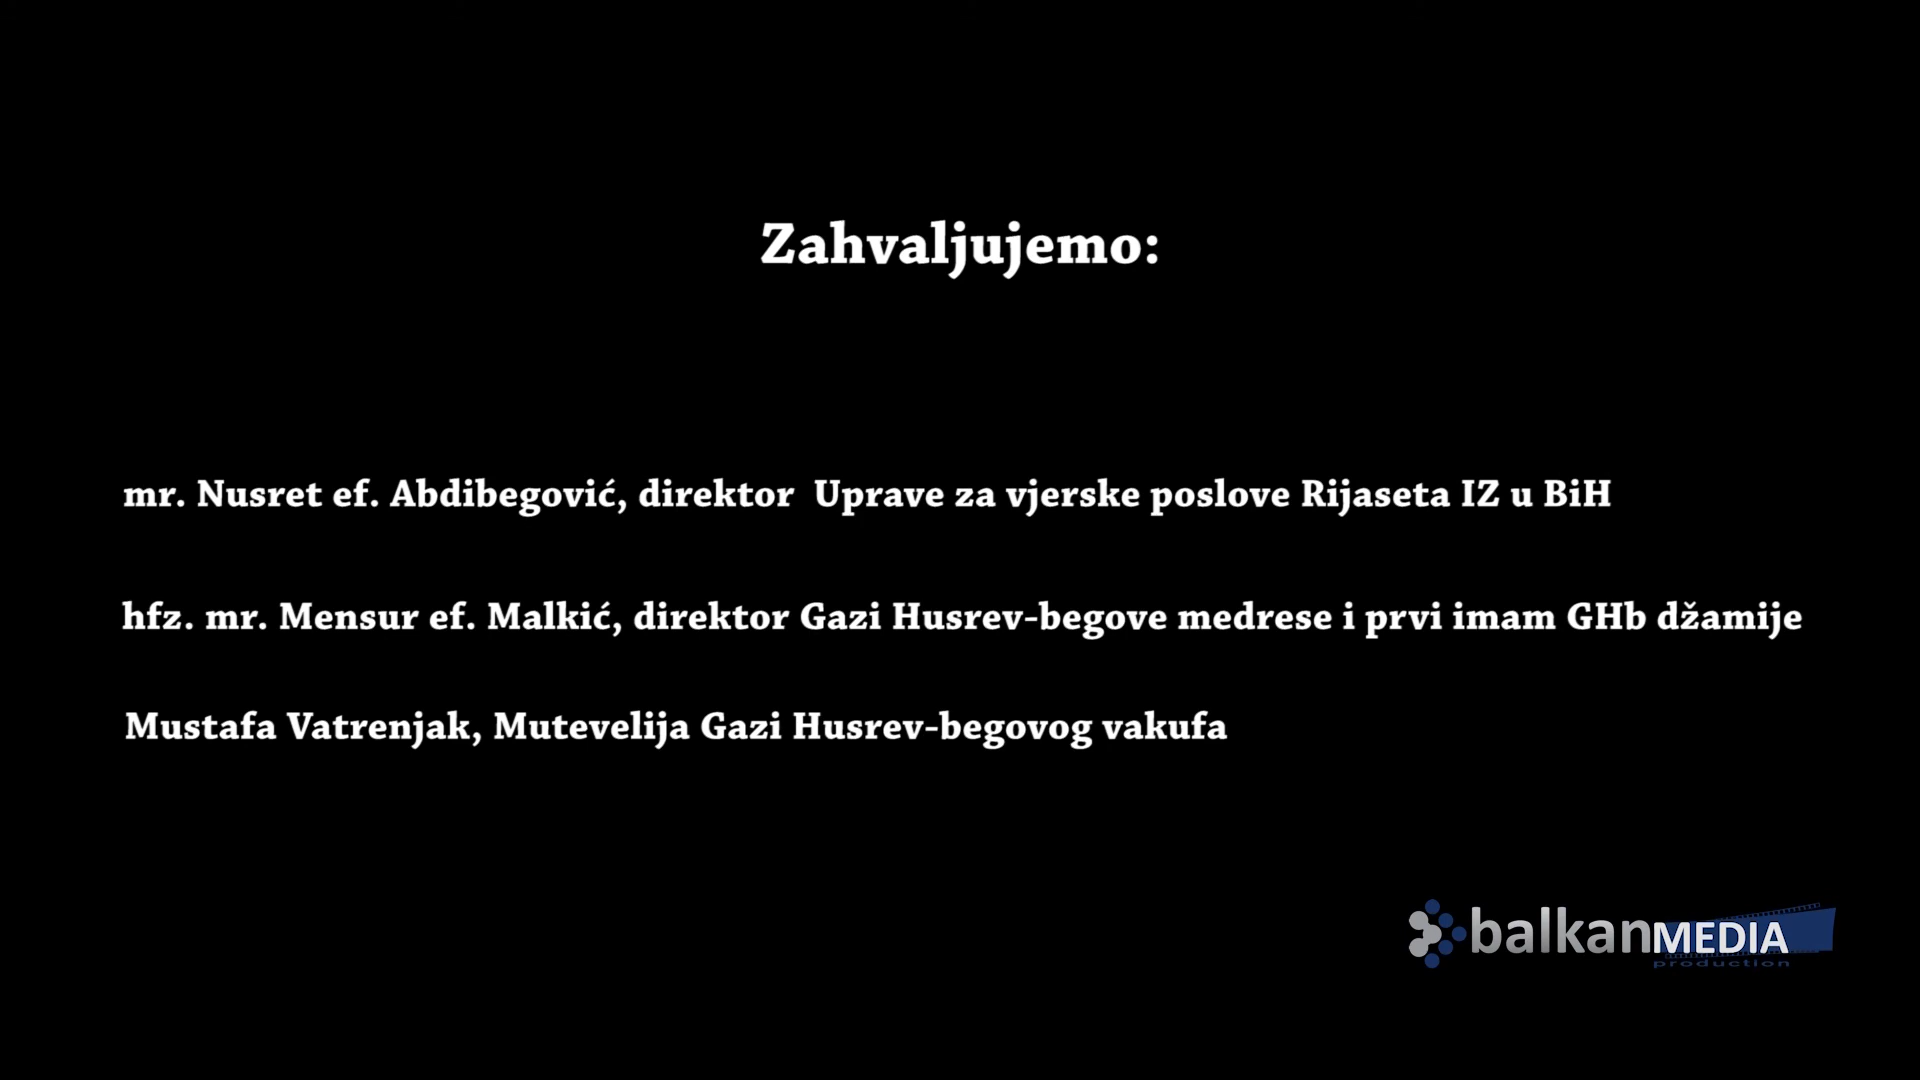 Zahvaljujemo:
mr. Nusret ef. Abdibegović, direktor  Uprave za vjerske poslove Rijaseta IZ u BiH
hfz. mr. Mensur ef. Malkić, direktor Gazi Husrev-begove medrese i prvi imam GHb džamije
Mustafa Vatrenjak, Mutevelija Gazi Husrev-begovog vakufa
balkanMEDIA
production